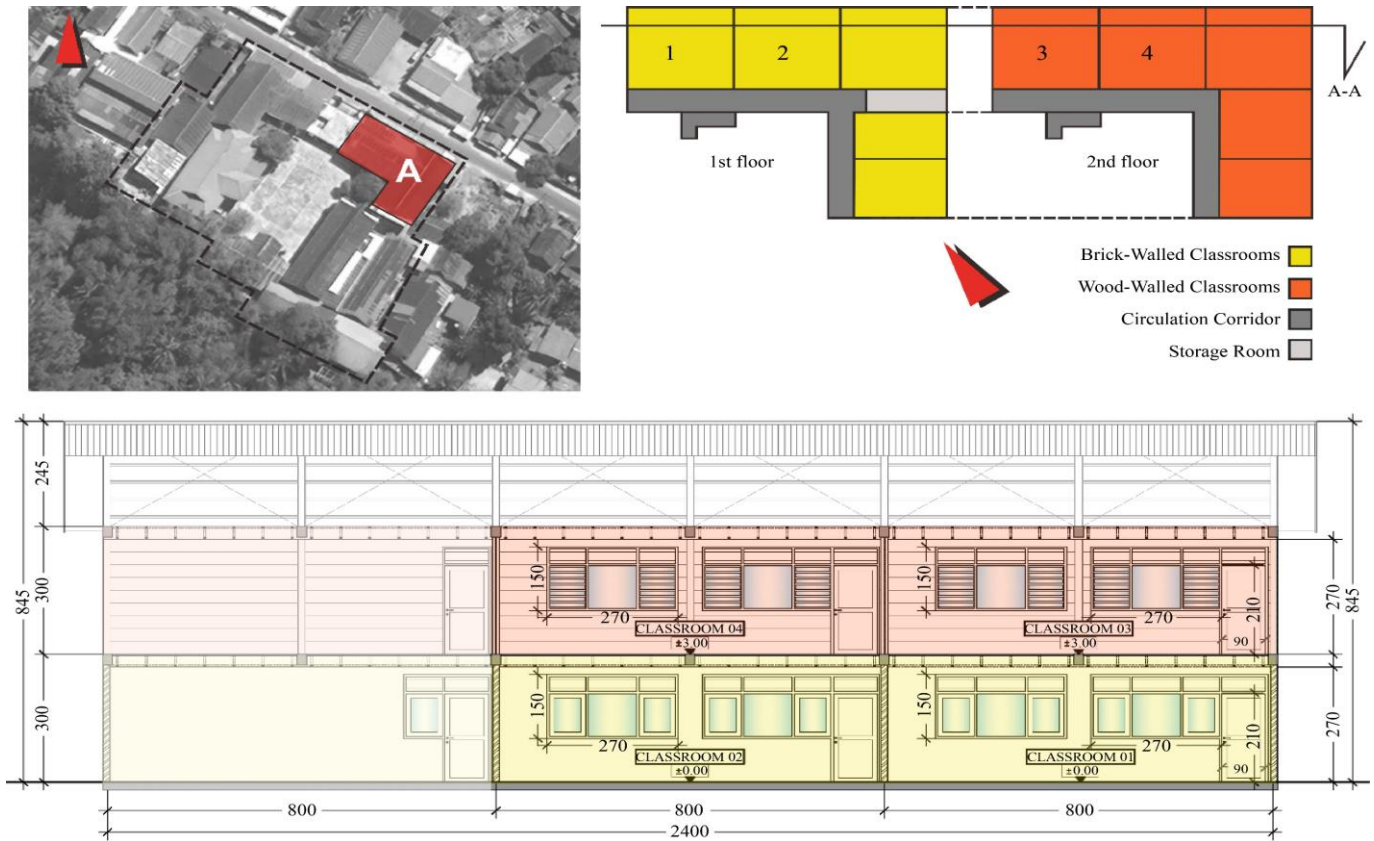 A
1
2
3
4
A-A
1st floor
2nd floor
Brick-Walled Classrooms
Wood-Walled Classrooms
Circulation Corridor
Storage Room
845
245
300
300
150
270
CLASSROOM 04
±3.00
150
270
CLASSROOM 03
±3.00
210
90
270
845
150
270
CLASSROOM 02
±0.00
150
270
CLASSROOM 01
±0.00
210
90
270
800
800
800
2400